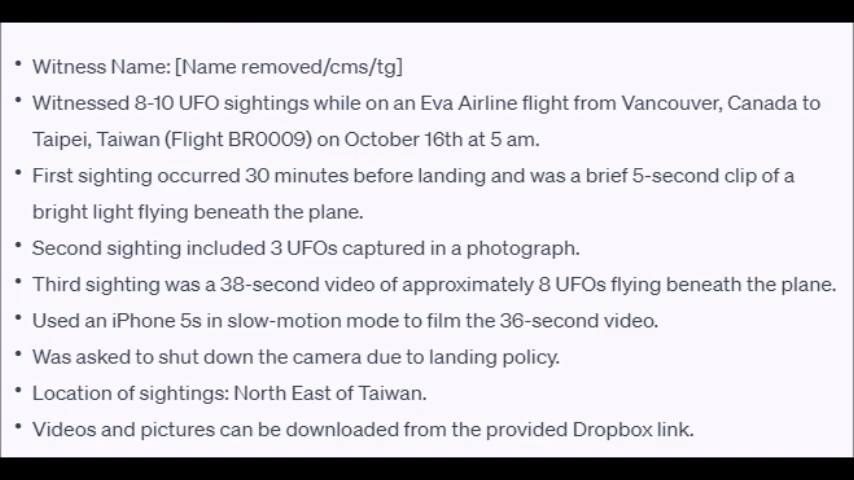 • Witness Name: [Name removed/cms/tg]
• Witnessed 8-10 UFO sightings while on an Eva Airline flight from Vancouver, Canada to
Taipei, Taiwan (Flight BR0009) on October 16th at 5 am.
• First sighting occurred 30 minutes before landing and was a brief 5-second clip of a
bright light flying beneath the plane.
• Second sighting included 3 UFOs captured in a photograph.
• Third sighting was a 38-second video of approximately 8 UFOs flying beneath the plane.
• Used an iPhone 5s in slow-motion mode to film the 36-second video.
• Was asked to shut down the camera due to landing policy.
• Location of sightings: North East of Taiwan.
• Videos and pictures can be downloaded from the provided Dropbox link.